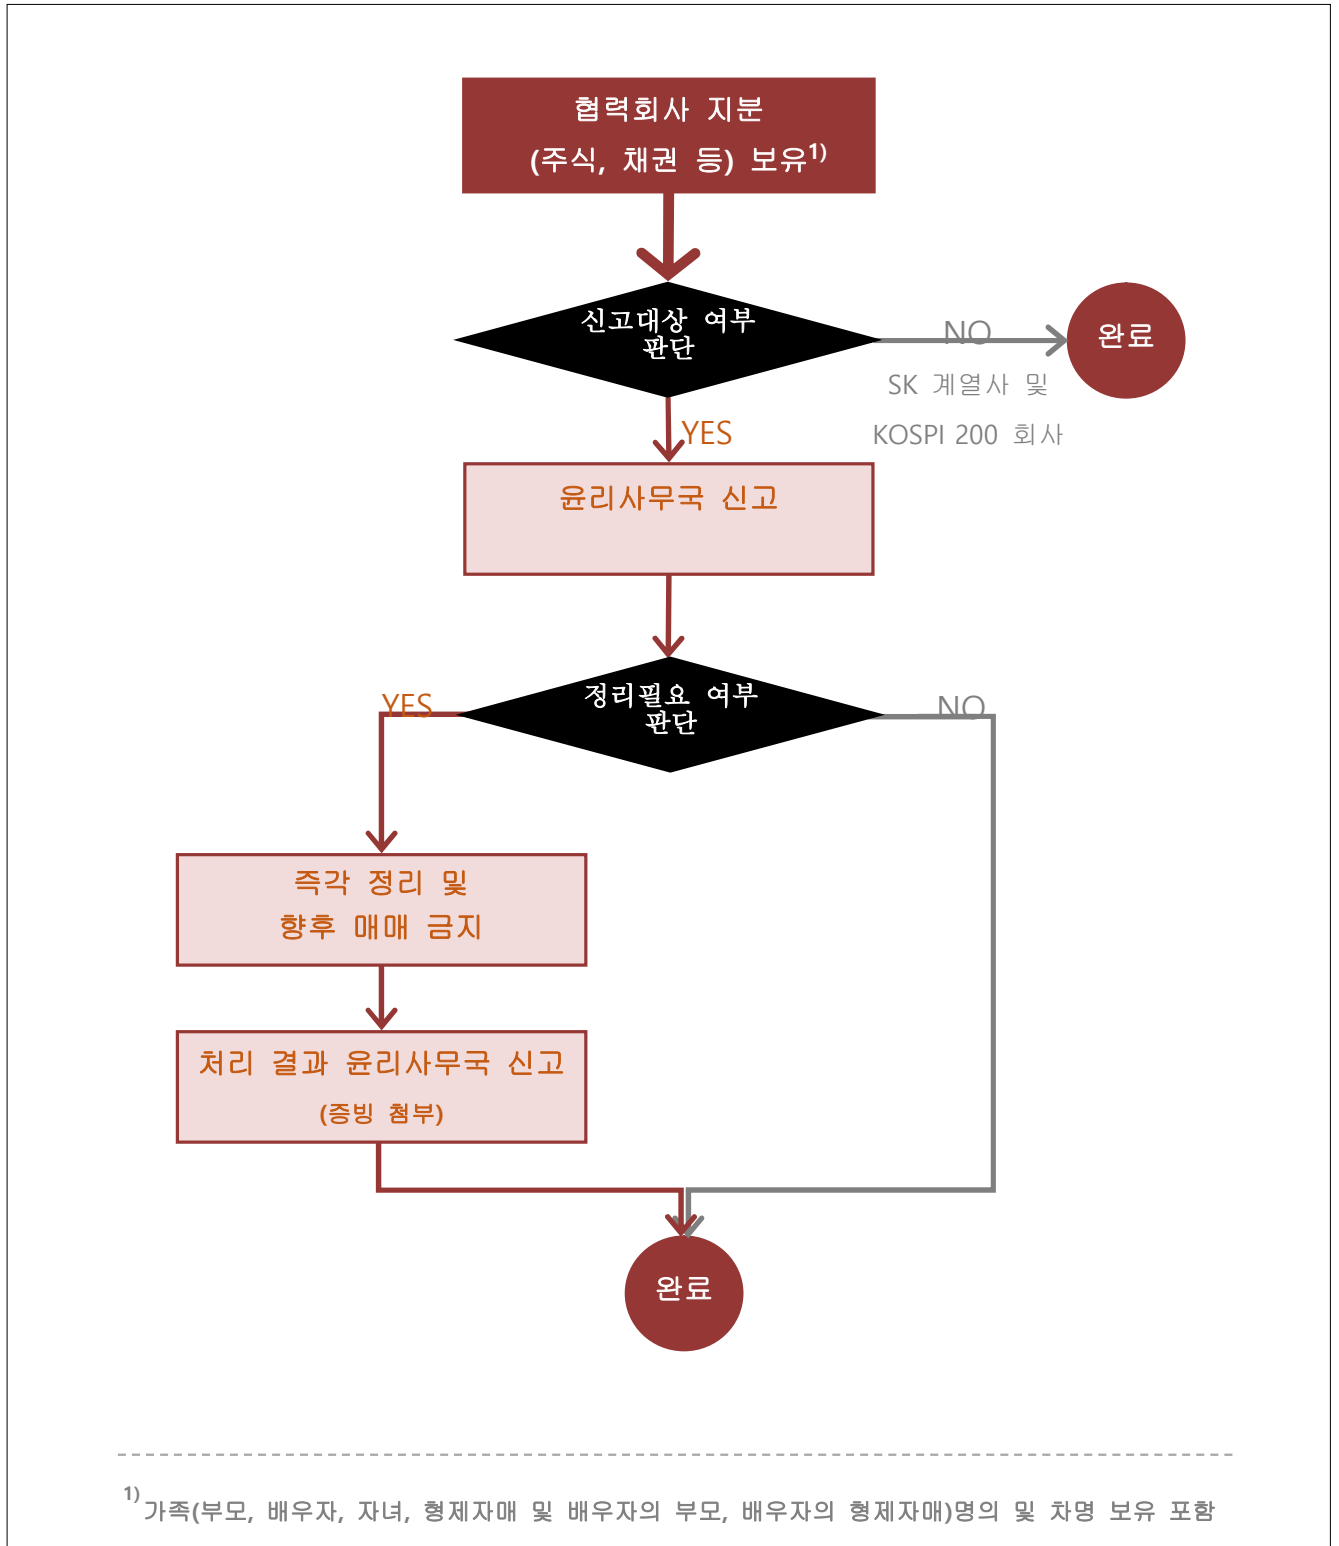 협력회사 지분
(주식, 채권 등) 보유1)
신고대상 여부
판단
NO
완료
SK 계열사 및
KOSPI 200 회사
YES
윤리사무국 신고
정리필요 여부
판단
YES
NO
즉각 정리 및
향후 매매 금지
처리 결과 윤리사무국 신고
(증빙 첨부)
완료
1) 가족(부모, 배우자, 자녀, 형제자매 및 배우자의 부모, 배우자의 형제자매)명의 및 차명 보유 포함